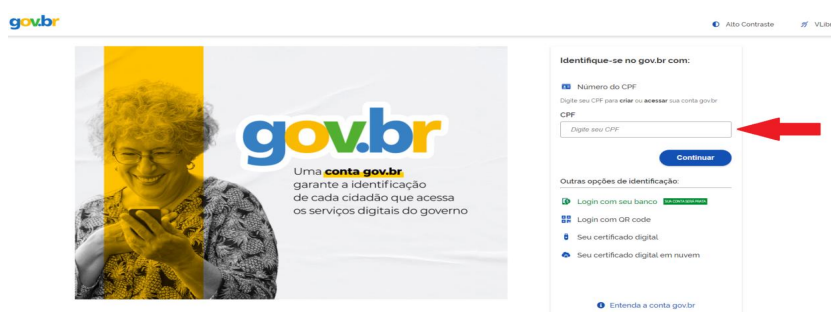 gov.br
Alto Contraste
gov.br
Uma conta gov.br
garante a identificação
de cada cidadão que acessa
os serviços digitais do governo
Identifique-se no gov.br com:
Número do CPF
Digite seu CPF para criar ou acessar sua conta gov.br
CPF
Digite seu CPF
Continuar
Outras opções de identificação:
Login com seu banco SUA CONTA SERÁ PRATA
Login com QR code
Seu certificado digital
Seu certificado digital em nuvem
Entenda a conta gov.br